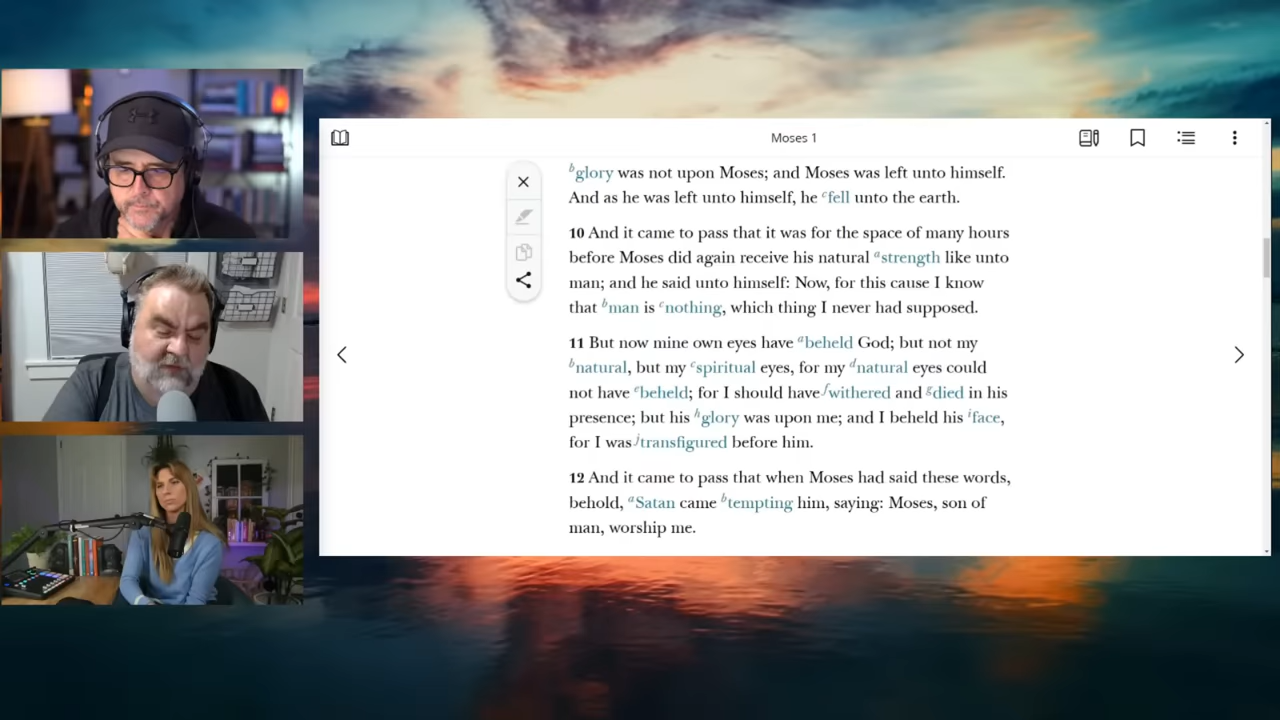 Moses 1
b glory was not upon Moses; and Moses was left unto himself.
And as he was left unto himself, he c fell unto the earth.
10 And it came to pass that it was for the space of many hours
before Moses did again receive his natural a strength like unto
man; and he said unto himself: Now, for this cause I know
that b man is c nothing, which thing I never had supposed.
11 But now mine own eyes have a beheld God; but not my
b natural, but my c spiritual eyes, for my d natural eyes could
not have e beheld; for I should have f withered and g died in his
presence; but his h glory was upon me; and I beheld his i face,
for I was j transfigured before him.
12 And it came to pass that when Moses had said these words,
behold, a Satan came b tempting him, saying: Moses, son of
man, worship me.